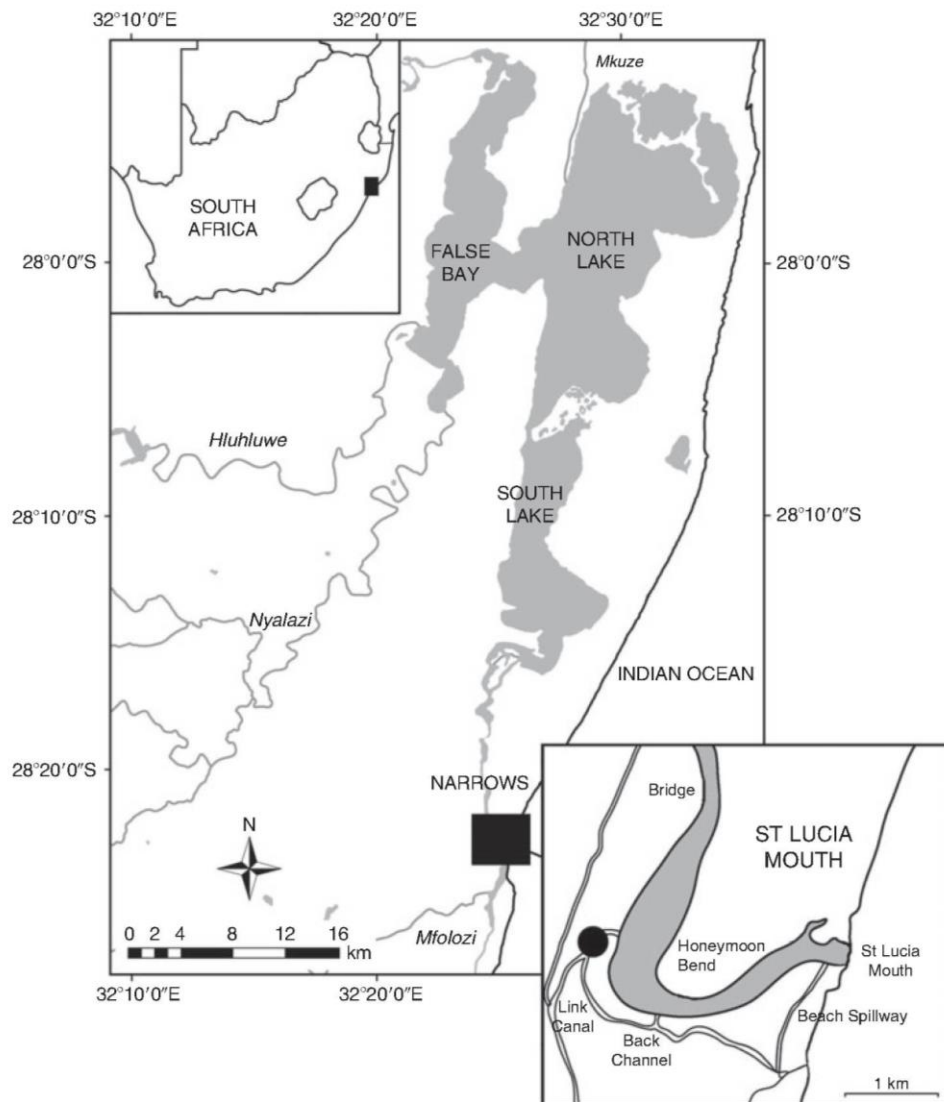 32°10′0″E
32°20′0″E
32°30′0″E
Mkuze
SOUTH
AFRICA
FALSE
BAY
NORTH
LAKE
28°0′0″S
28°0′0″S
Hluhluwe
SOUTH
LAKE
28°10′0″S
28°10′0″S
Nyalazi
INDIAN OCEAN
28°20′0″S
NARROWS
N
0 2 4 8 12 16
km
Mfolozi
32°10′0″E
32°20′0″E
Bridge
ST LUCIA
MOUTH
Honeymoon
Bend
St Lucia
Mouth
Link
Canal
Back
Channel
Beach Spillway
1 km